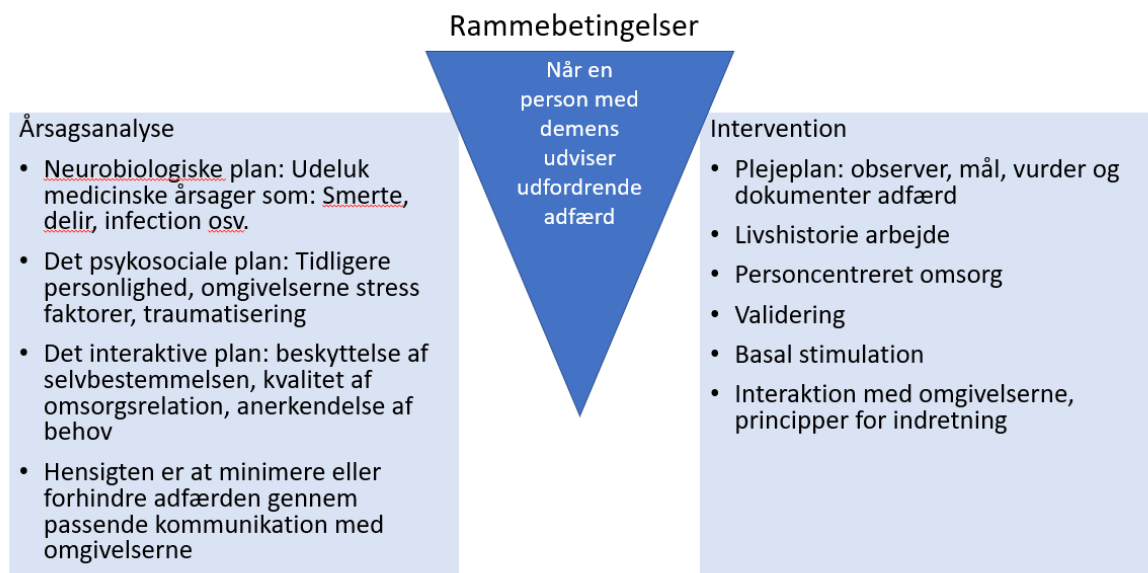 Rammebetingelser
Når en
person med
demens
udviser
udfordrende
adfærd
Årsagsanalyse
• Neurobiologiske plan: Udeluk
medicinske årsager som: Smerte,
delir, infection osv.
• Det psykosociale plan: Tidligere
personlighed, omgivelserne stress
faktorer, traumatisering
• Det interaktive plan: beskyttelse af
selvbestemmelsen, kvalitet af
omsorgsrelation, anerkendelse af
behov
• Hensigten er at minimere eller
forhindre adfærden gennem
passende kommunikation med
omgivelserne
Intervention
• Plejeplan: observer, mål, vurder og
dokumenter adfærd
• Livshistorie arbejde
• Personcentreret omsorg
• Validering
• Basal stimulation
• Interaktion med omgivelserne,
principper for indretning